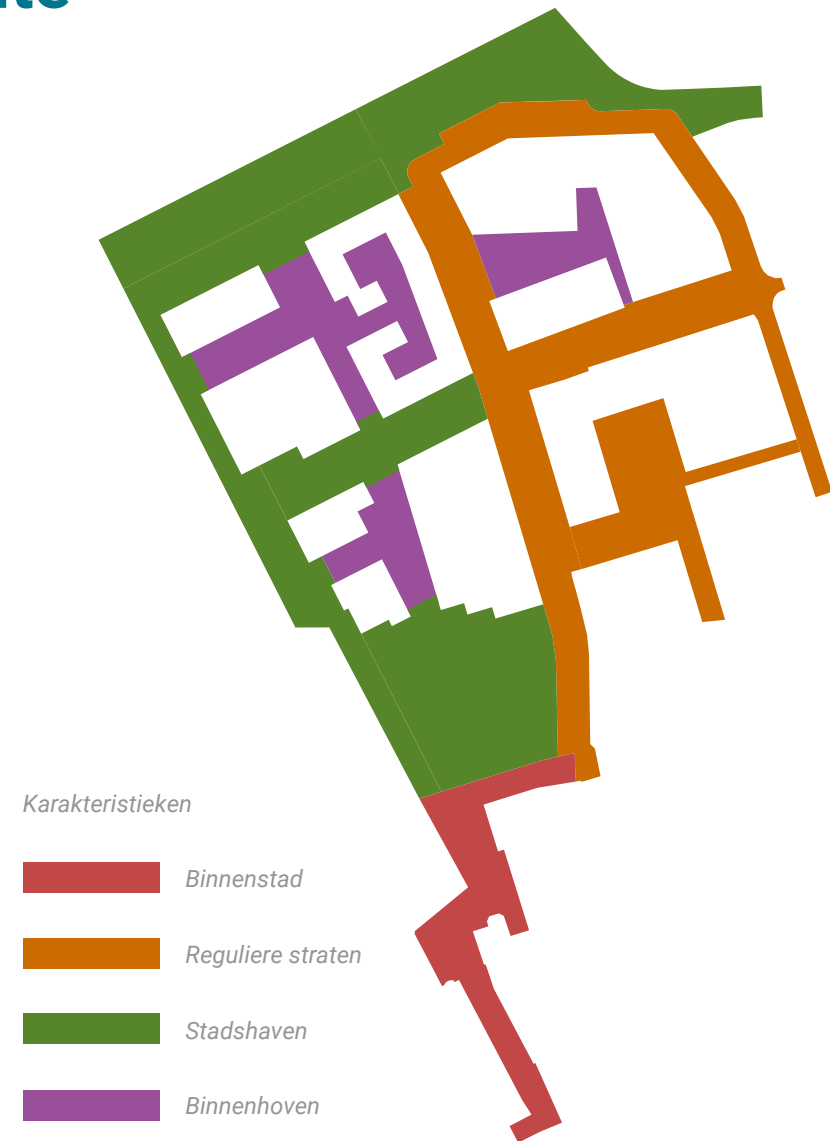 Karakteristieken
Binnenstad
Reguliere straten
Stadshaven
Binnenhoven